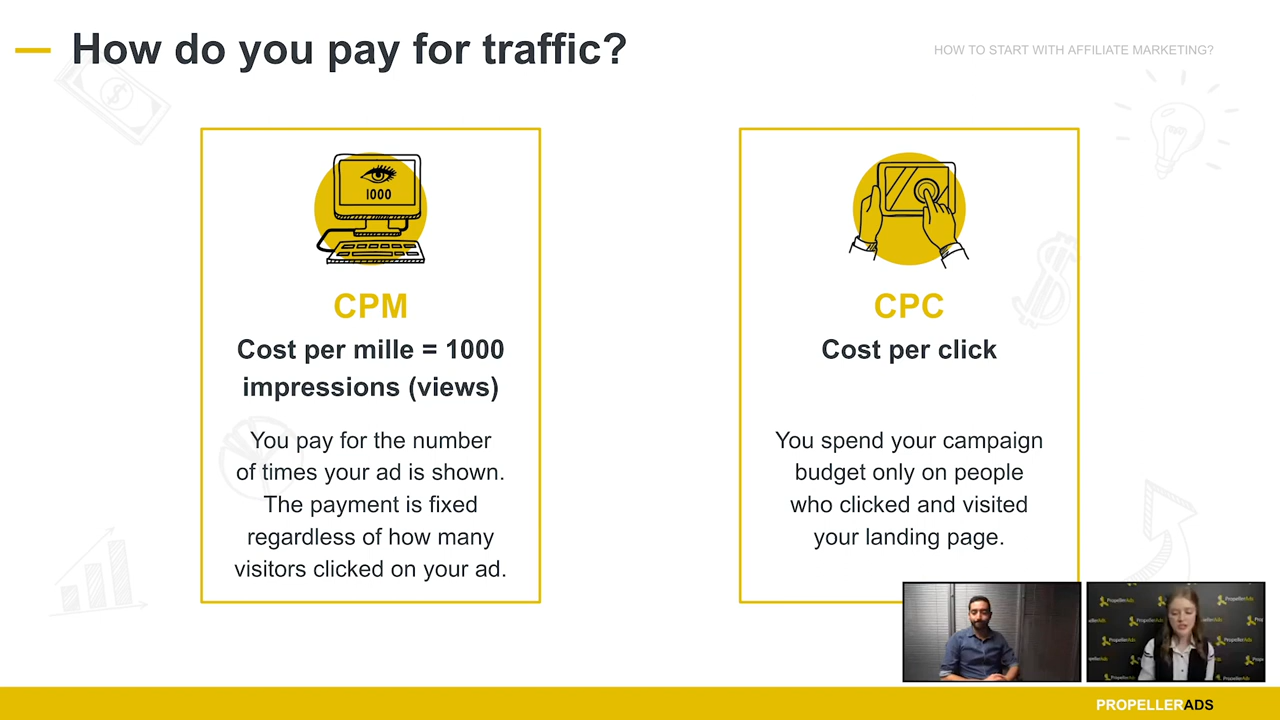 How do you pay for traffic?
HOW TO START WITH AFFILIATE MARKETING?
1000
CPM
Cost per mille = 1000
impressions (views)
You pay for the number
of times your ad is shown.
The payment is fixed
regardless of how many
visitors clicked on your ad.
CPC
Cost per click
You spend your campaign
budget only on people
who clicked and visited
your landing page.
PropellerAds
PROPELLERADS